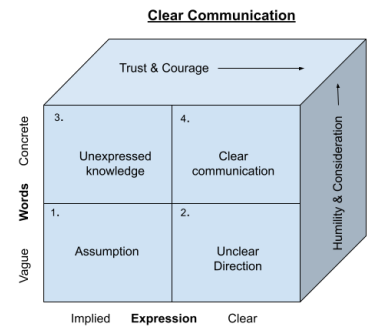 Clear Communication
Trust & Courage
3.
Unexpressed
knowledge
4.
Clear
communication
1.
Assumption
2.
Unclear
Direction
Vague Words Concrete
Humility & Consideration
Implied Expression Clear